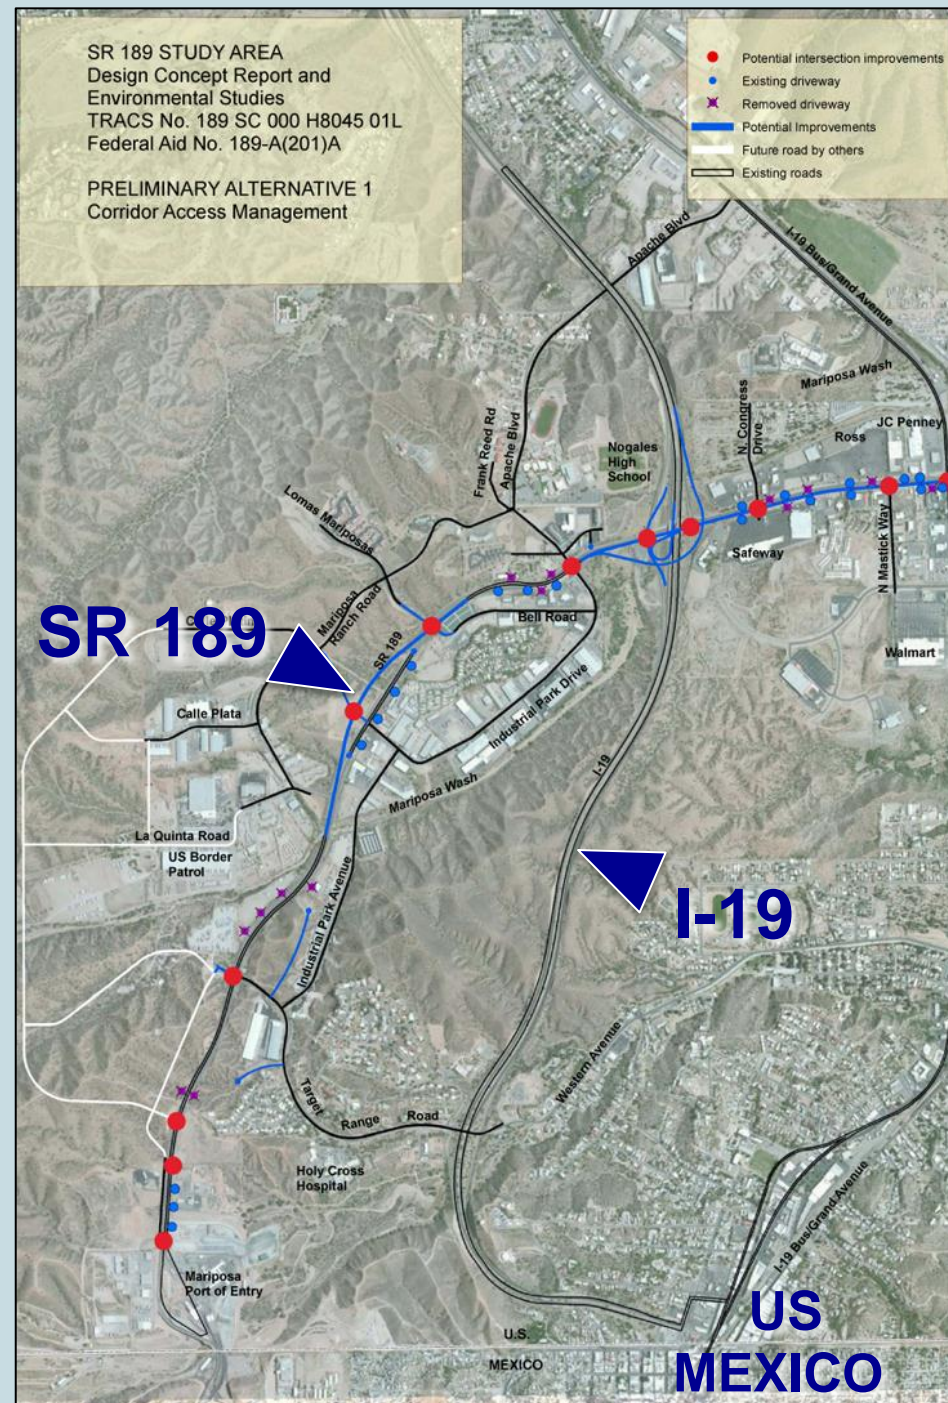 SR 189 STUDY AREA
Design Concept Report and
Environmental Studies
TRACS No. 189 SC 000 H8045 01L
Federal Aid No. 189-A(201)A
PRELIMINARY ALTERNATIVE 1
Corridor Access Management
Potential intersection improvements
Existing driveway
Removed driveway
Potential Improvements
Future road by others
Existing roads
Apache Blvd
I-19 Bus/Grand Avenue
Mariposa Wash
N. Congress
Drive
Ross
JC Penney
Frank Reed Rd
Apache Blvd
Nogales
High
School
Lomas Mariposas
Safeway
N Mastick Way
Mariposa
Ranch Road
SR 189
Bell Road
Walmart
SR 189
Calle Plata
Industrial Park Drive
I-19
Mariposa Wash
La Quinta Road
US Border
Patrol
Industrial Park Avenue
I-19
Western Avenue
Target
Range
Road
Holy Cross
Hospital
I-19 Bus/Grand Avenue
Mariposa
Port of Entry
US
U.S.
MEXICO
MEXICO